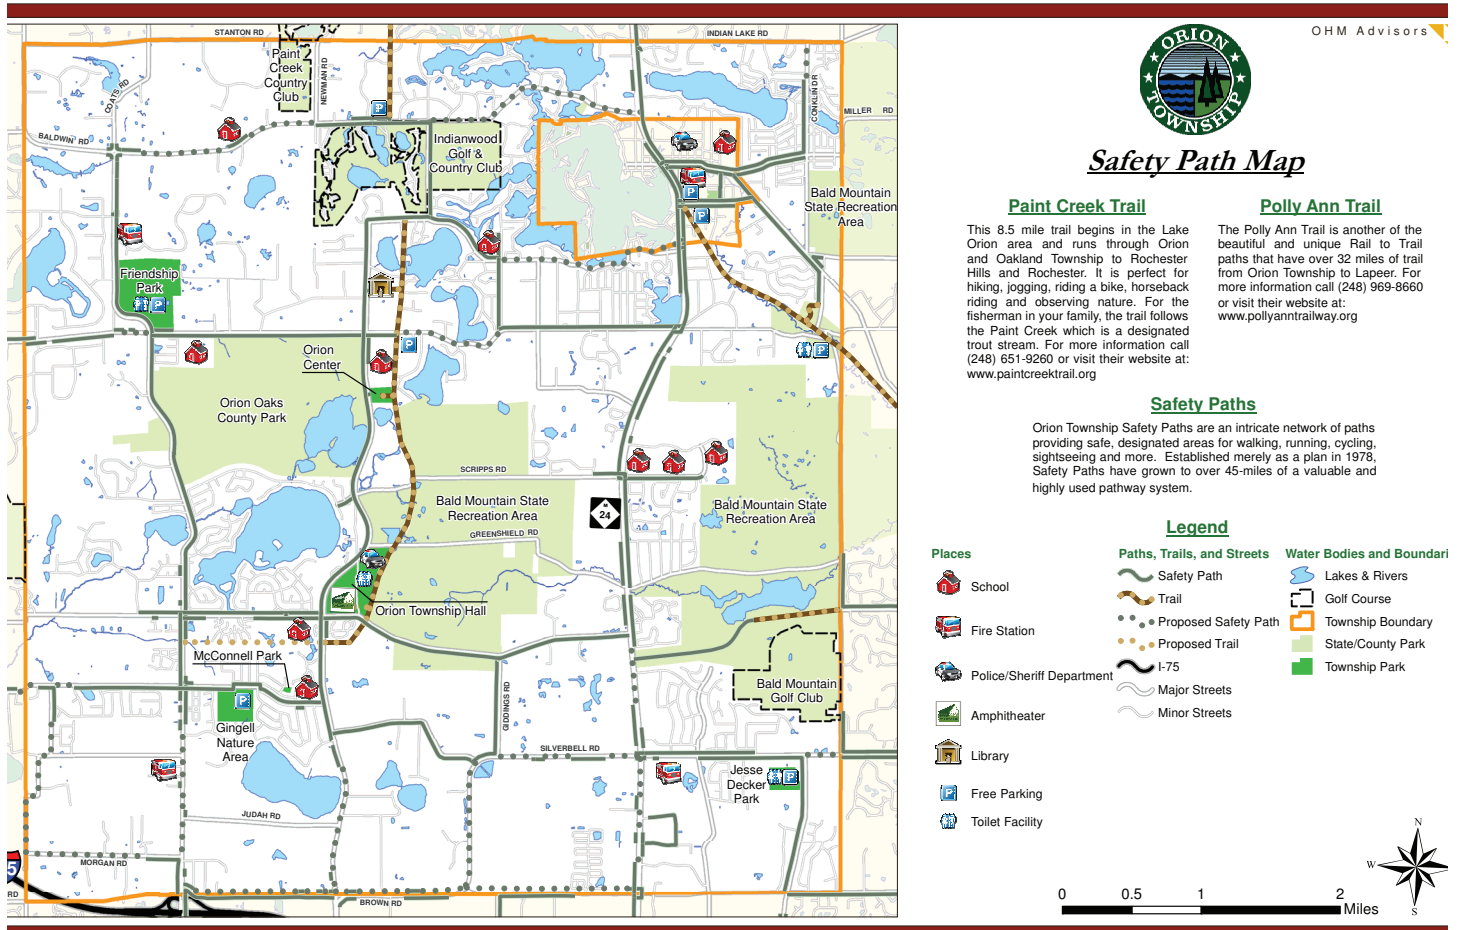 STANTON RD
INDIAN LAKE RD
Paint
Creek
Country
Club
NEWMAN RD
COATS RD
CONKLIN DR
MILLER RD
BALDWIN RD
Indianwood
Golf &
Country Club
Bald Mountain
State Recreation
Area
Friendship
Park
Orion
Center
Orion Oaks
County Park
SCRIPPS RD
Bald Mountain State
Recreation Area
M
24
Bald Mountain State
Recreation Area
GREENSHIELD RD
Orion Township Hall
McConnell Park
Bald Mountain
Golf Club
Gingell
Nature
Area
GIDDINGS RD
SILVERBELL RD
Jesse
Decker
Park
JUDAH RD
MORGAN RD
5
RD
BROWN RD
OHM Advisors
ORION
TOWNSHIP
Safety Path Map
Paint Creek Trail
This 8.5 mile trail begins in the Lake
Orion area and runs through Orion
and Oakland Township to Rochester
Hills and Rochester. It is perfect for
hiking, jogging, riding a bike, horseback
riding and observing nature. For the
fisherman in your family, the trail follows
the Paint Creek which is a designated
trout stream. For more information call
(248) 651-9260 or visit their website at:
www.paintcreektrail.org
Polly Ann Trail
The Polly Ann Trail is another of the
beautiful and unique Rail to Trail
paths that have over 32 miles of trail
from Orion Township to Lapeer. For
more information call (248) 969-8660
or visit their website at:
www.pollyanntrailway.org
Safety Paths
Orion Township Safety Paths are an intricate network of paths
providing safe, designated areas for walking, running, cycling,
sightseeing and more. Established merely as a plan in 1978,
Safety Paths have grown to over 45-miles of a valuable and
highly used pathway system.
Legend
Places
School
Fire Station
Police/Sheriff Department
Amphitheater
Library
Free Parking
Toilet Facility
Paths, Trails, and Streets
Safety Path
Trail
Proposed Safety Path
Proposed Trail
I-75
Major Streets
Minor Streets
Water Bodies and Boundari
Lakes & Rivers
Golf Course
Township Boundary
State/County Park
Township Park
N
W
S
0 0.5 1 2
Miles